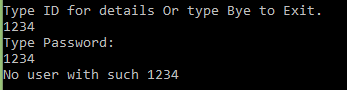 Type ID for details Or type Bye to Exit.
1234
Type Password:
1234
No user with such 1234